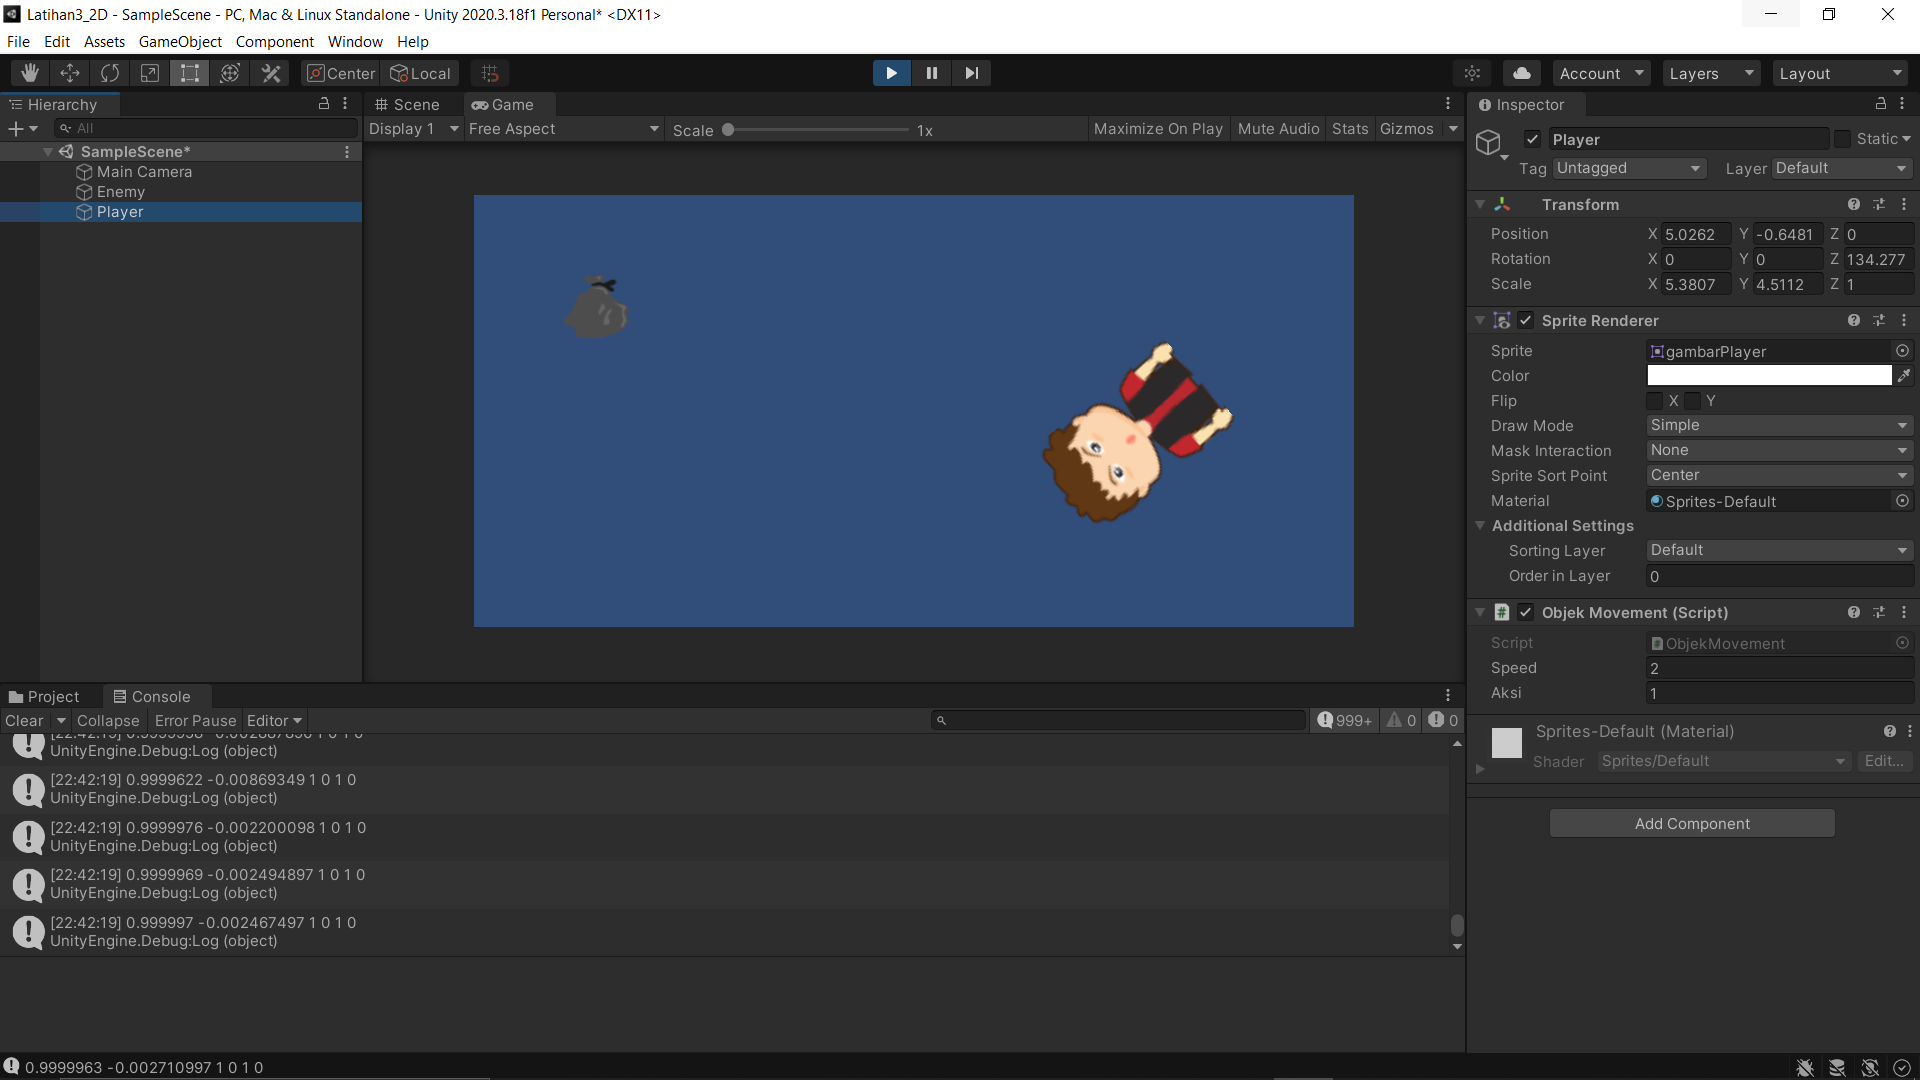 Latihan3_2D - SampleScene - PC, Mac & Linux Standalone - Unity 2020.3.18f1 Personal* <DX11>
File Edit Assets GameObject Component Window Help
Center Local Account Layers Layout
Hierarchy Scene Game Inspector
All Display 1 Free Aspect Scale 1x Maximize On Play Mute Audio Stats Gizmos
Player Static
SampleScene*
Main Camera
Enemy
Player
Tag Untagged Layer Default
Transform
Position X 5.0262 Y -0.6481 Z 0
Rotation X 0 Y 0 Z 134.277
Scale X 5.3807 Y 4.5112 Z 1
Sprite Renderer
Sprite gambarPlayer
Color
Flip X Y
Draw Mode Simple
Mask Interaction None
Sprite Sort Point Center
Material Sprites-Default
Additional Settings
Sorting Layer Default
Order in Layer 0
Objek Movement (Script)
Script ObjekMovement
Speed 2
Aksi 1
Sprites-Default (Material)
Shader Sprites/Default Edit...
Add Component
Project Console
Clear Collapse Error Pause Editor 999+ 0 0
UnityEngine.Debug:Log (object)
[22:42:19] 0.9999622 -0.00869349 1 0 1 0
UnityEngine.Debug:Log (object)
[22:42:19] 0.9999976 -0.002200098 1 0 1 0
UnityEngine.Debug:Log (object)
[22:42:19] 0.9999969 -0.002494897 1 0 1 0
UnityEngine.Debug:Log (object)
[22:42:19] 0.999997 -0.002467497 1 0 1 0
UnityEngine.Debug:Log (object)
0.9999963 -0.002710997 1 0 1 0